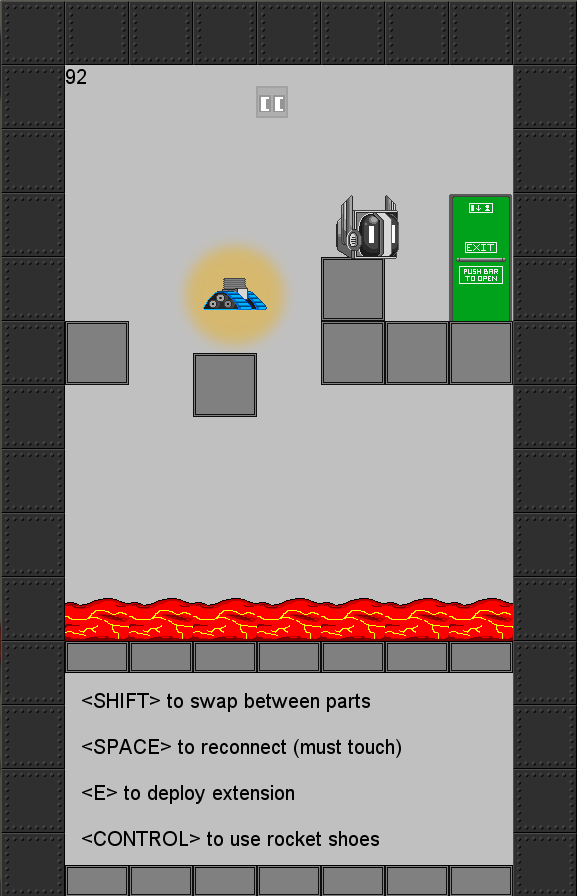 92
EXIT
PUSH BAR
TO OPEN
<SHIFT> to swap between parts
<SPACE> to reconnect (must touch)
<E> to deploy extension
<CONTROL> to use rocket shoes